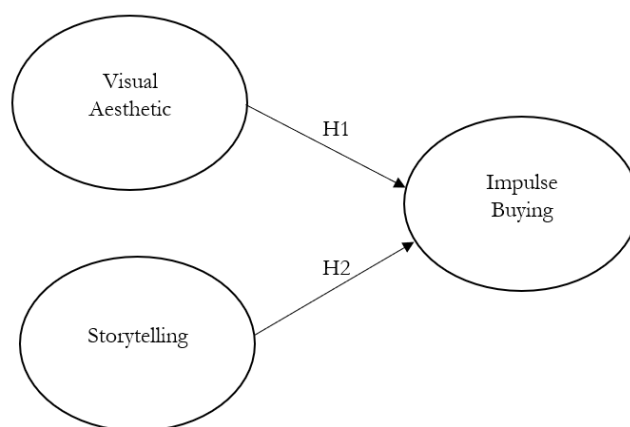 Visual
Aesthetic
H1
Impulse
Buying
H2
Storytelling